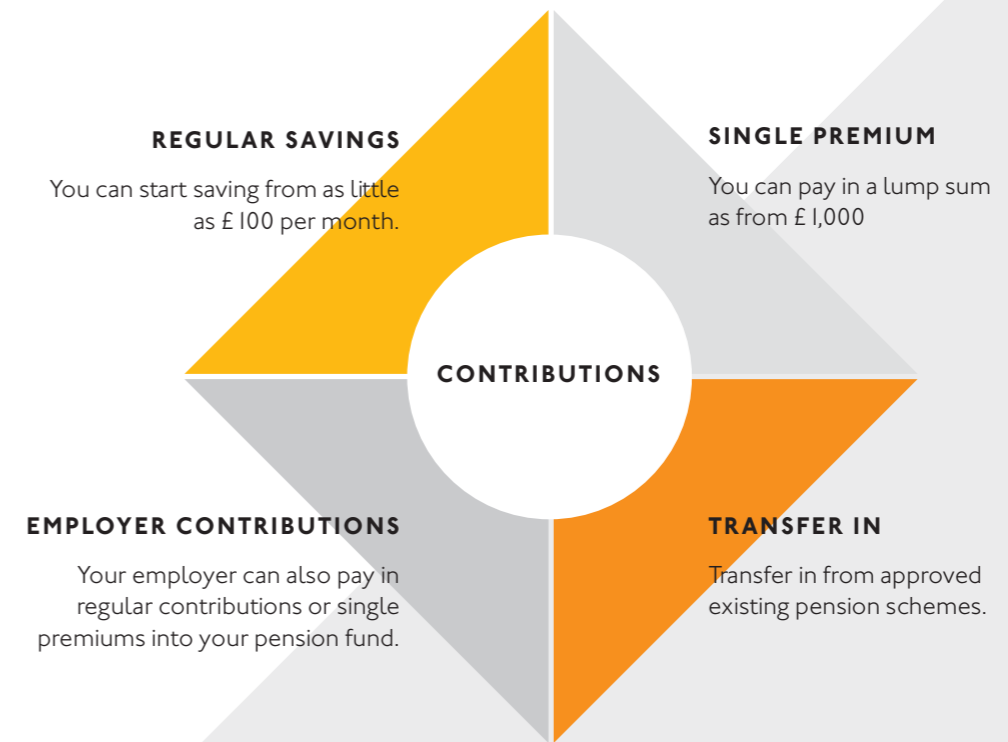 REGULAR SAVINGS
You can start saving from as little
as £100 per month.
SINGLE PREMIUM
You can pay in a lump sum
as from £1,000
CONTRIBUTIONS
EMPLOYER CONTRIBUTIONS
Your employer can also pay in
regular contributions or single
premiums into your pension fund.
TRANSFER IN
Transfer in from approved
existing pension schemes.